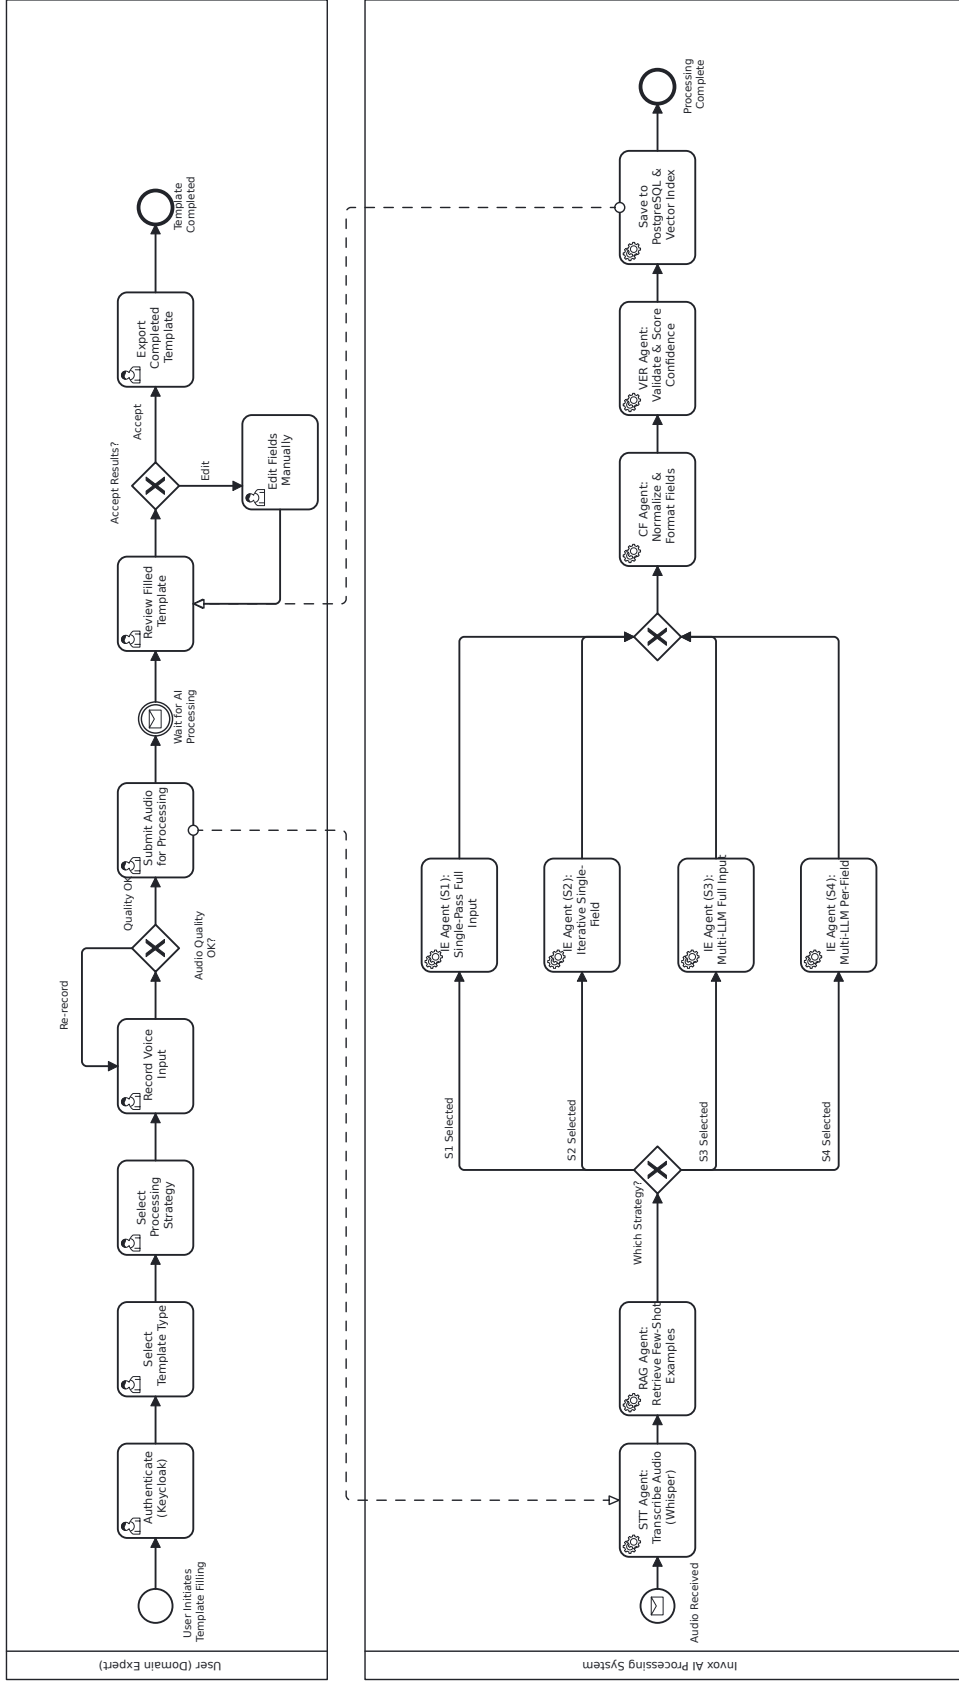 User (Domain Expert)
User Initiates
Template Filling
Authenticate
(Keycloak)
Select
Template Type
Select
Processing
Strategy
Record Voice
Input
Re-record
Audio Quality
OK?
Quality OK
Submit Audio
for Processing
Wait for AI
Processing
Review Filled
Template
Accept Results?
Accept
Edit
Edit Fields
Manually
Export
Completed
Template
Template
Completed
Invox AI Processing System
Audio Received
STT Agent:
Transcribe Audio
(Whisper)
RAG Agent:
Retrieve Few-Shot
Examples
Which Strategy?
S1 Selected
S2 Selected
S3 Selected
S4 Selected
IE Agent (S1):
Single-Pass Full
Input
IE Agent (S2):
Iterative Single-
Field
IE Agent (S3):
Multi-LLM Full Input
IE Agent (S4):
Multi-LLM Per-Field
CF Agent:
Normalize &
Format Fields
VER Agent:
Validate & Score
Confidence
Save to
PostgreSQL &
Vector Index
Processing
Complete